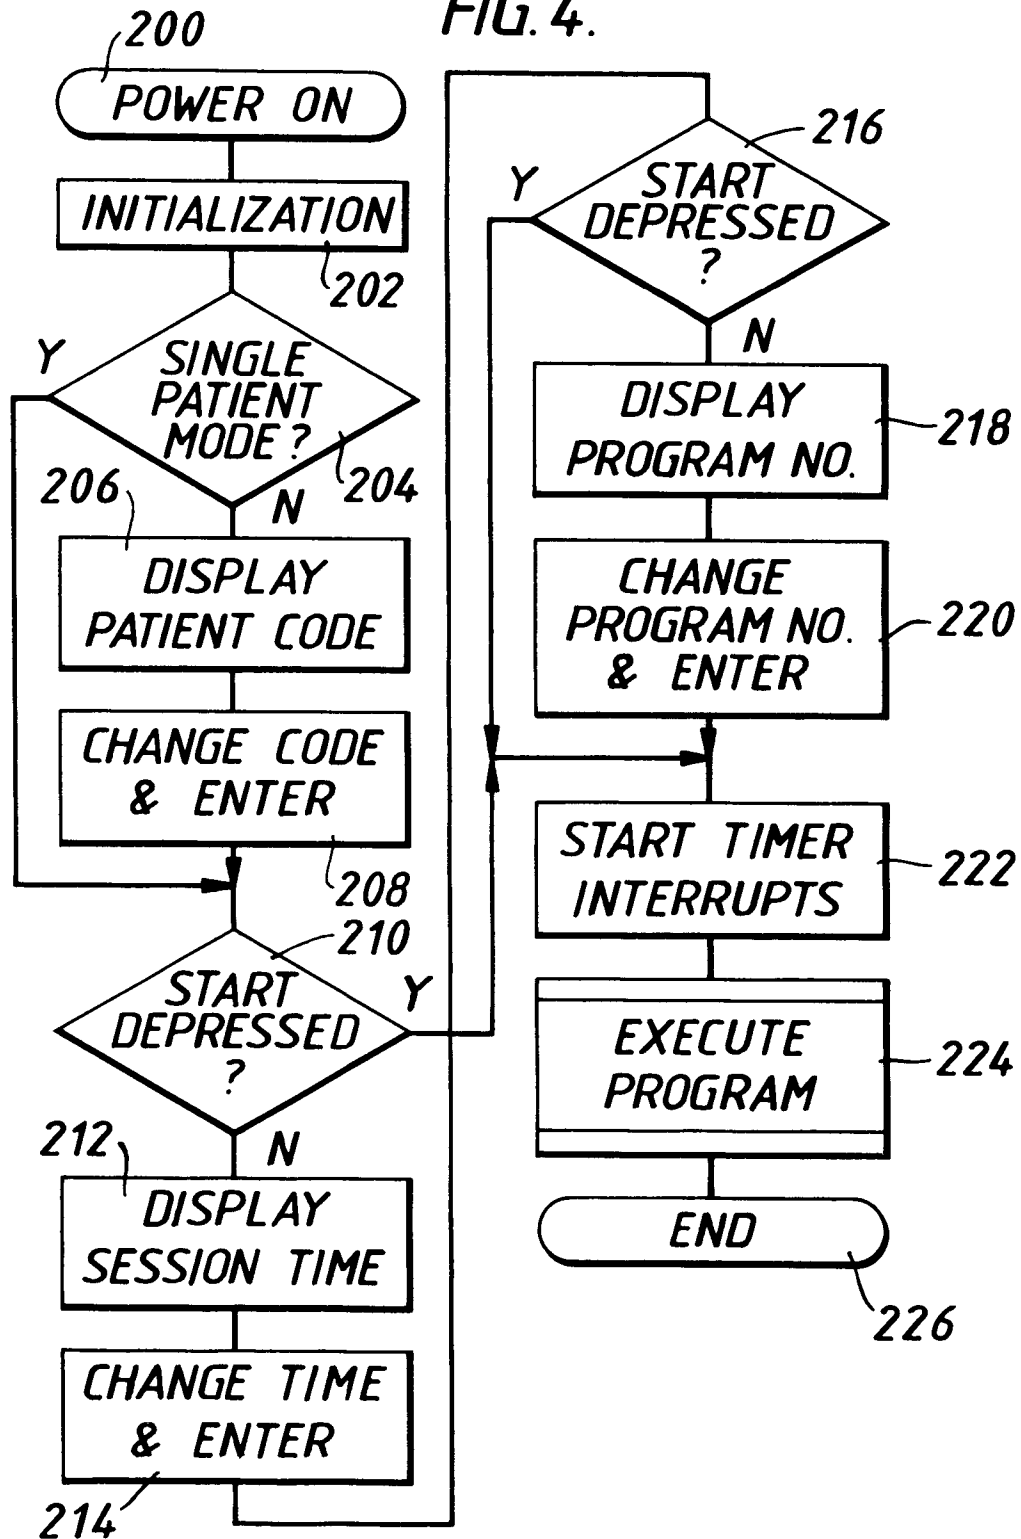 FIG. 4.
200
POWER ON
INITIALIZATION
202
Y
SINGLE
PATIENT
MODE ?
204
206
N
DISPLAY
PATIENT CODE
CHANGE CODE
& ENTER
208
210
START
DEPRESSED
?
Y
212
N
DISPLAY
SESSION TIME
CHANGE TIME
& ENTER
214
216
Y
START
DEPRESSED
?
N
DISPLAY
PROGRAM NO.
218
CHANGE
PROGRAM NO.
& ENTER
220
START TIMER
INTERRUPTS
222
EXECUTE
PROGRAM
224
END
226